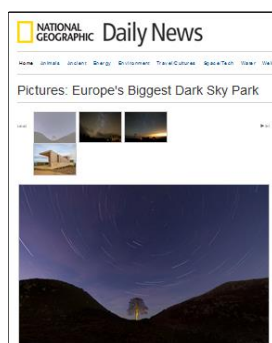 NATIONAL
GEOGRAPHIC Daily News
Home Animals Ancient Energy Environment Travel/Cultures Space/Tech Water
Pictures: Europe's Biggest Dark Sky Park